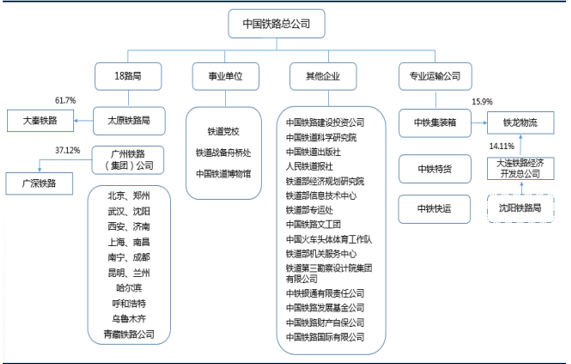 中国铁路总公司
18路局
事业单位
其他企业
专业运输公司
61.7%
大秦铁路
太原铁路局
37.12%
广深铁路
广州铁路
（集团）公司
北京、郑州
武汉、沈阳
西安、济南
上海、南昌
南宁、成都
昆明、兰州
哈尔滨
呼和浩特
乌鲁木齐
青藏铁路公司
铁道党校
铁道战备舟桥处
中国铁道博物馆
中国铁路建设投资公司
中国铁道科学研究院
中国铁道出版社
人民铁道报社
铁道部经济规划研究院
铁道部信息技术中心
铁道部专运处
中国铁路文工团
中国火车头体育工作队
铁道部机关服务中心
铁道第三勘察设计院集团
有限公司
中铁银通有限责任公司
中国铁路发展基金公司
中国铁路财产自保公司
中国铁路国际有限公司
中铁集装箱
15.9%
铁龙物流
14.11%
中铁特货
大连铁路经济
开发总公司
中铁快运
沈阳铁路局